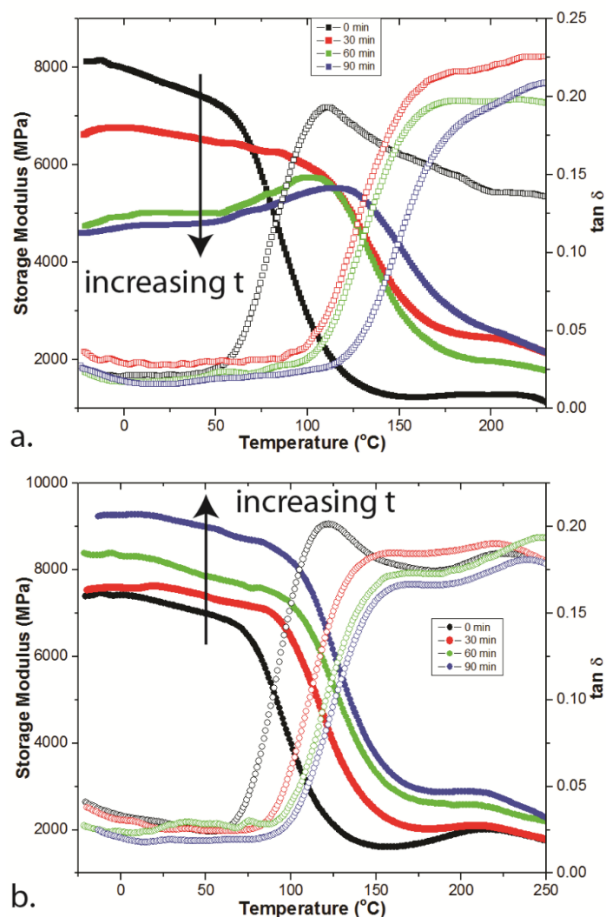 0 min
30 min
60 min
90 min
0.25
0.20
0.15
0.10
0.05
0.00
tan δ
8000
6000
4000
2000
Storage Modulus (MPa)
increasing t
0 50 100 150 200
Temperature (°C)
a.
increasing t
0 min
30 min
60 min
90 min
10000
8000
6000
4000
2000
Storage Modulus (MPa)
0.20
0.15
0.10
0.05
0.00
tan δ
0 50 100 150 200 250
Temperature (°C)
b.